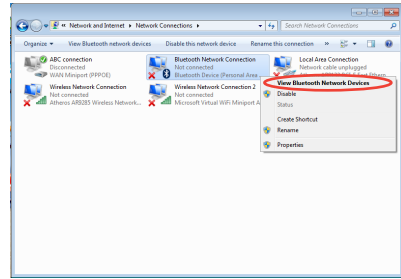 « Network and Internet ▸ Network Connections ▸
Search Network Connections
Organize View Bluetooth network devices Disable this network device Rename this connection »
ABC connection
Disconnected
WAN Miniport (PPPOE)
Bluetooth Network Connection
Not connected
Bluetooth Device (Personal Area
Local Area Connection
Network cable unplugged
Wireless Network Connection
Not connected
Atheros AR9285 Wireless Network...
Wireless Network Connection 2
Not connected
Microsoft Virtual WiFi Miniport A
View Bluetooth Network Devices
Disable
Status
Create Shortcut
Rename
Properties